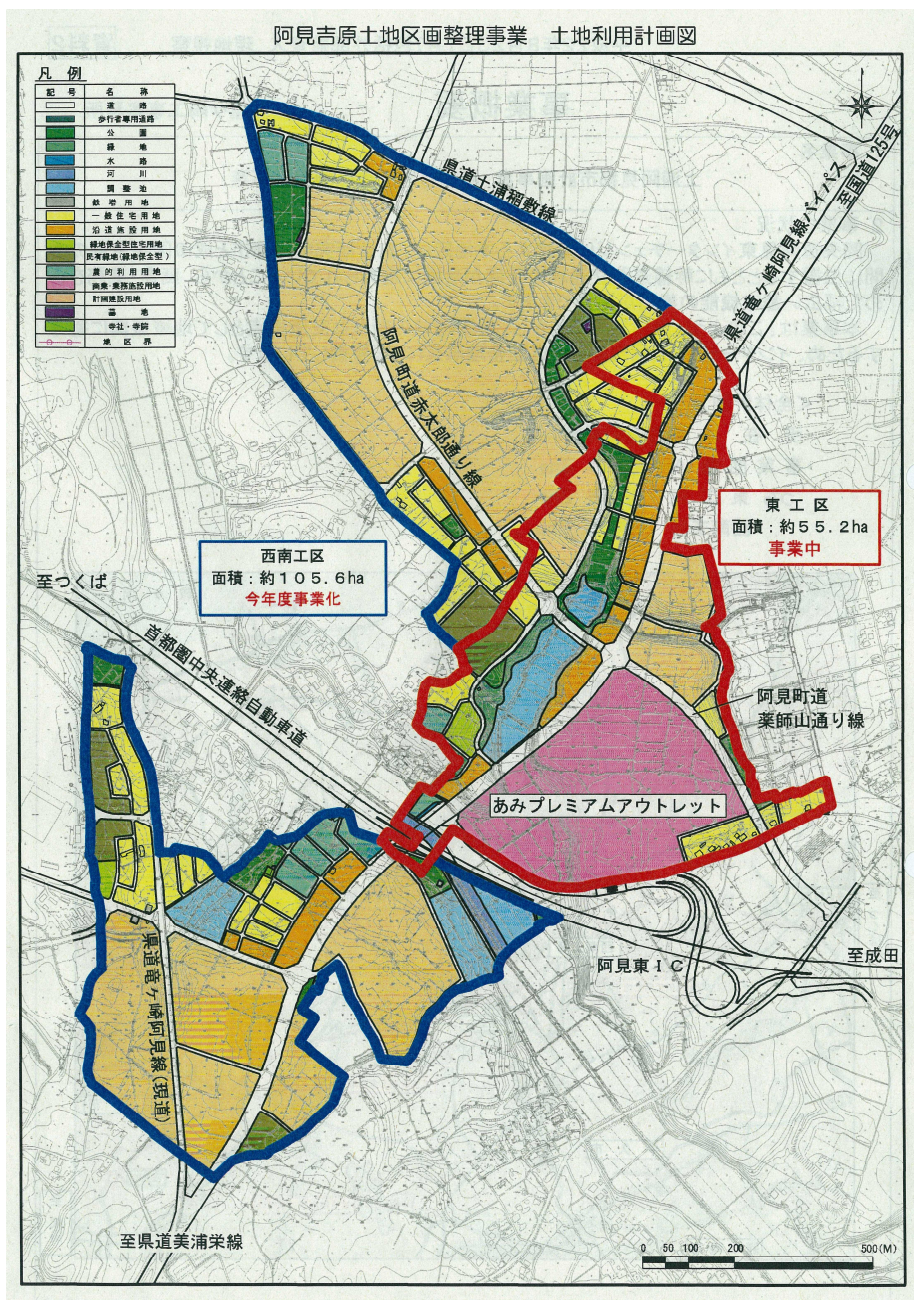 阿見吉原土地区画整理事業　土地利用計画図
凡例
記号　名称
道路
歩行者専用道路
公園
緑地
水路
河川
調整池
鉄塔用地
一般住宅用地
沿道施設用地
緑地保全型住宅用地
民有緑地(緑地保全型)
農的利用用地
商業・業務施設用地
計画建設用地
墓地
寺社・寺院
地区界
県道土浦稲敷線
県道竜ヶ崎阿見線バイパス
至国道125号
阿見町道赤太郎通り線
東工区
面積：約55.2ha
事業中
西南工区
面積：約105.6ha
今年度事業化
至つくば
首都圏中央連絡自動車道
阿見町道
薬師山通り線
あみプレミアムアウトレット
県道竜ヶ崎阿見線(現道)
阿見東IC
至成田
至県道美浦栄線
0 50 100 200 500(M)